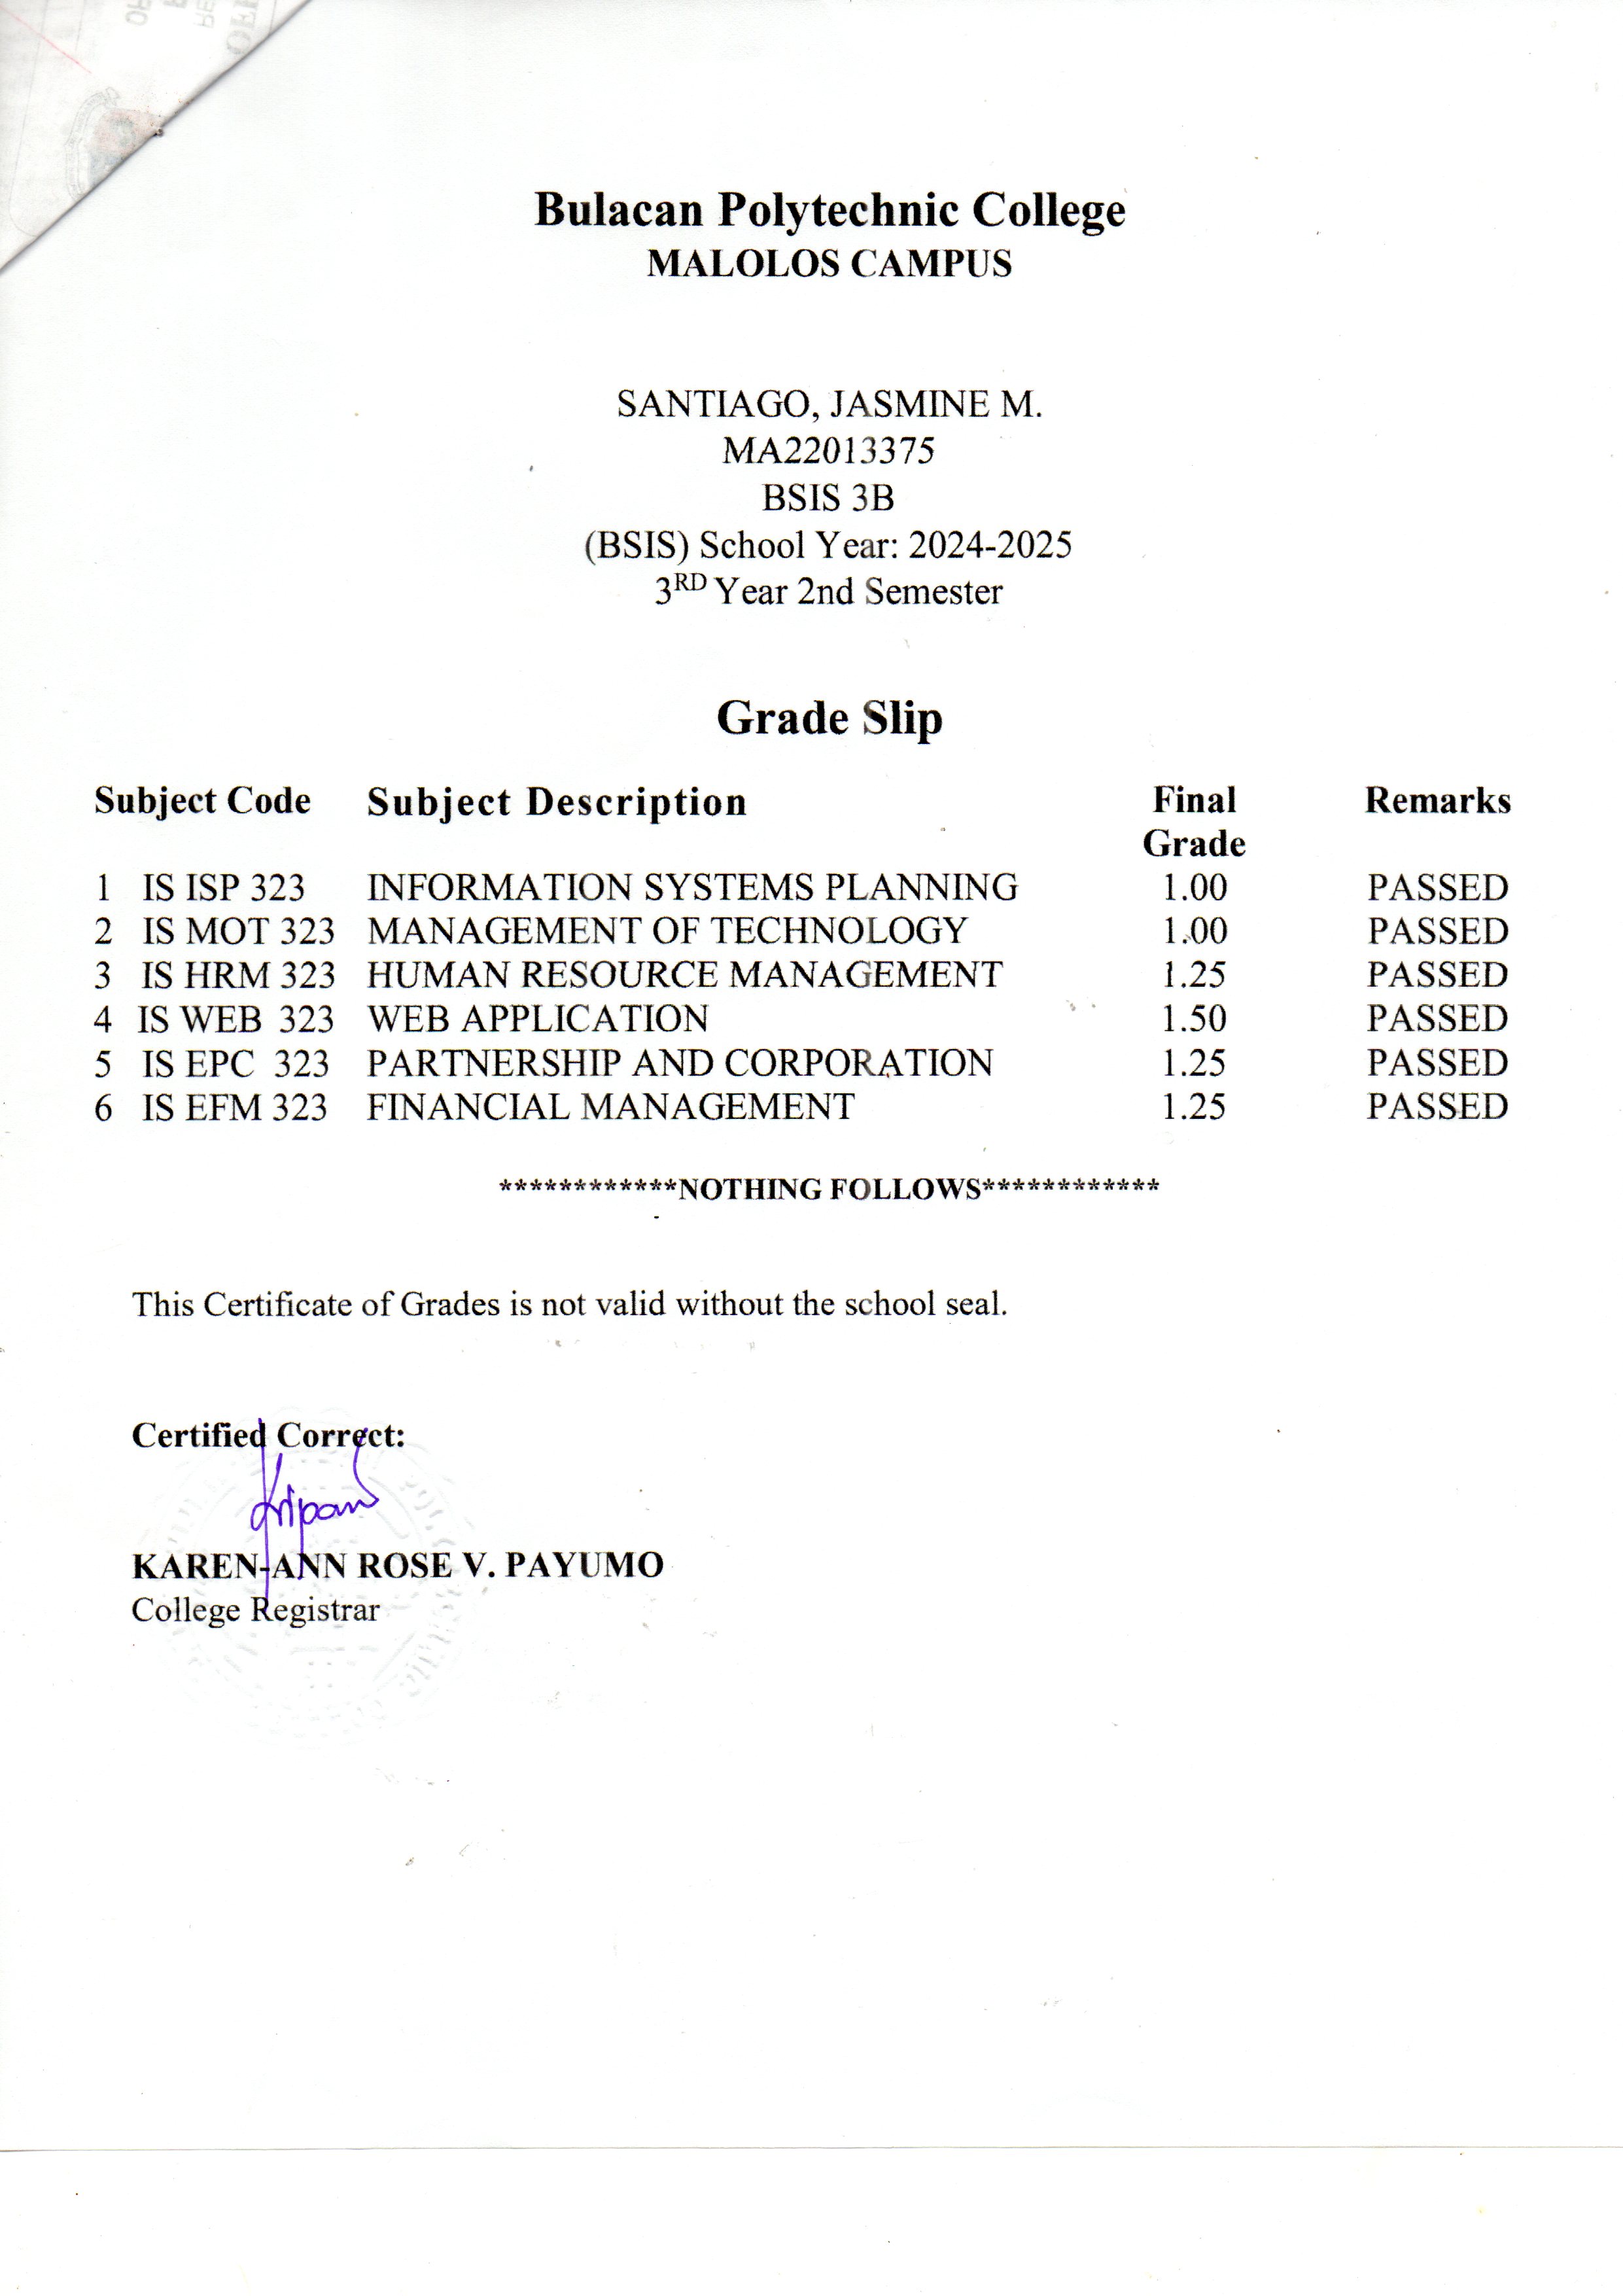 Bulacan Polytechnic College
MALOLOS CAMPUS
SANTIAGO, JASMINE M.
MA22013375
BSIS 3B
(BSIS) School Year: 2024-2025
3RD Year 2nd Semester
Grade Slip
Subject Code Subject Description Final Grade Remarks
1 IS ISP 323 INFORMATION SYSTEMS PLANNING 1.00 PASSED
2 IS MOT 323 MANAGEMENT OF TECHNOLOGY 1.00 PASSED
3 IS HRM 323 HUMAN RESOURCE MANAGEMENT 1.25 PASSED
4 IS WEB 323 WEB APPLICATION 1.50 PASSED
5 IS EPC 323 PARTNERSHIP AND CORPORATION 1.25 PASSED
6 IS EFM 323 FINANCIAL MANAGEMENT 1.25 PASSED
************NOTHING FOLLOWS************
This Certificate of Grades is not valid without the school seal.
Certified Correct:
KAREN-ANN ROSE V. PAYUMO
College Registrar